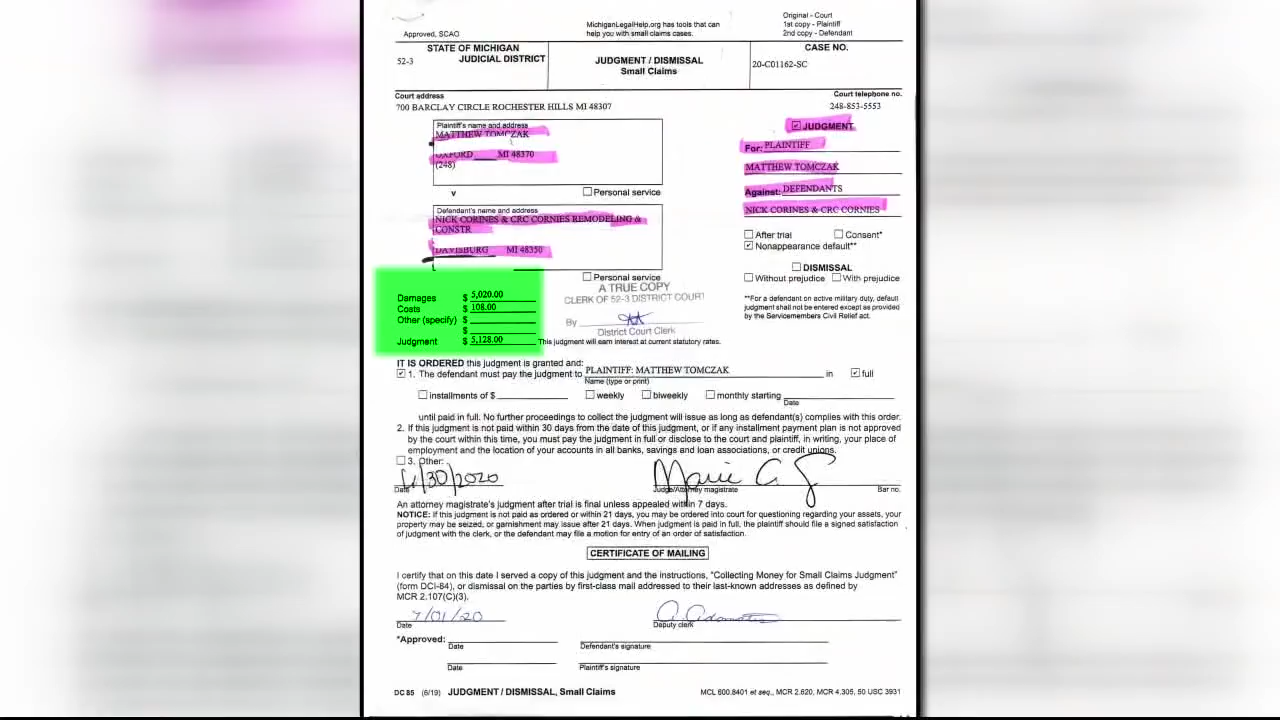 Approved, SCAO
MichiganLegalHelp.org has tools that can
help you with small claims cases.
Original - Court
1st copy - Plaintiff
2nd copy - Defendant
STATE OF MICHIGAN
JUDICIAL DISTRICT
52-3
JUDGMENT / DISMISSAL
Small Claims
CASE NO.
20-C01162-SC
Court address
Court telephone no.
700 BARCLAY CIRCLE ROCHESTER HILLS MI 48307
248-853-5553
Plaintiff's name and address
MATTHEW TOMCZAK
OXFORD MI 48370
(248)
v
Personal service
Defendant's name and address
NICK CORINES & CRC CORNIES REMODELING &
CONSTR
DAVISBURG MI 48350
Personal service
☑ JUDGMENT
For: PLAINTIFF
MATTHEW TOMCZAK
Against: DEFENDANTS
NICK CORINES & CRC CORNIES
☐ After trial ☐ Consent*
☑ Nonappearance default**
☐ DISMISSAL
☐ Without prejudice ☐ With prejudice
**For a defendant on active military duty, default
judgment shall not be entered except as provided
by the Servicemembers Civil Relief act.
A TRUE COPY
CLERK OF 52-3 DISTRICT COURT
By
District Court Clerk
Damages $ 5,020.00
Costs $ 108.00
Other (specify) $
$
Judgment $ 5,128.00 This judgment will earn interest at current statutory rates.
IT IS ORDERED this judgment is granted and:
☑ 1. The defendant must pay the judgment to PLAINTIFF: MATTHEW TOMCZAK in ☑ full
Name (type or print)
☐ installments of $ ☐ weekly ☐ biweekly ☐ monthly starting
Date
until paid in full. No further proceedings to collect the judgment will issue as long as defendant(s) complies with this order.
2. If this judgment is not paid within 30 days from the date of this judgment, or if any installment payment plan is not approved
by the court within this time, you must pay the judgment in full or disclose to the court and plaintiff, in writing, your place of
employment and the location of your accounts in all banks, savings and loan associations, or credit unions.
☐ 3. Other:
6/30/2020
Date
Judge/Attorney magistrate
Bar no.
An attorney magistrate's judgment after trial is final unless appealed within 7 days.
NOTICE: If this judgment is not paid as ordered or within 21 days, you may be ordered into court for questioning regarding your assets, your
property may be seized, or garnishment may issue after 21 days. When judgment is paid in full, the plaintiff should file a signed satisfaction
of judgment with the clerk, or the defendant may file a motion for entry of an order of satisfaction.
CERTIFICATE OF MAILING
I certify that on this date I served a copy of this judgment and the instructions, "Collecting Money for Small Claims Judgment"
(form DCI-84), or dismissal on the parties by first-class mail addressed to their last-known addresses as defined by
MCR 2.107(C)(3).
7/01/20
Date
Deputy clerk
*Approved:
Date
Defendant's signature
Date
Plaintiff's signature
DC 85 (6/19) JUDGMENT / DISMISSAL, Small Claims
MCL 600.8401 et seq., MCR 2.620, MCR 4.305, 50 USC 3931